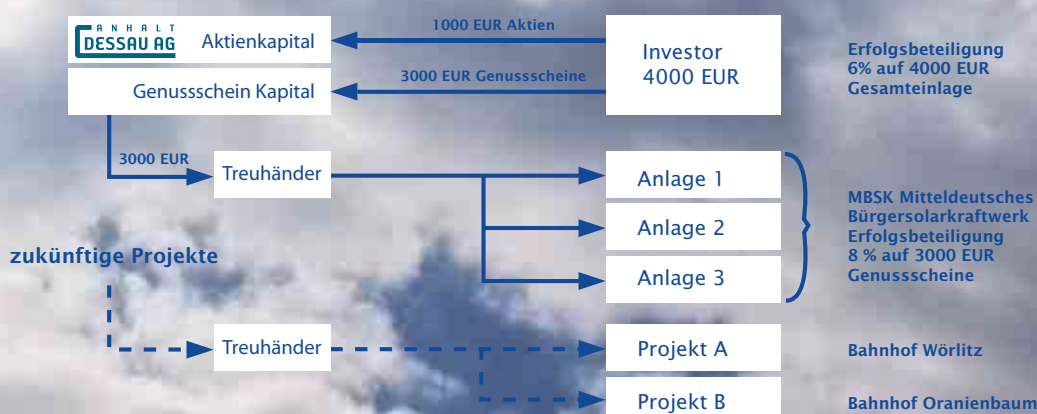 ANHALT
DESSAU AG
Aktienkapital
1000 EUR Aktien
Investor
4000 EUR
Erfolgsbeteiligung
6% auf 4000 EUR
Gesamteinlage
Genussschein Kapital
3000 EUR Genussscheine
3000 EUR
Treuhänder
Anlage 1
Anlage 2
Anlage 3
MBSK Mitteldeutsches
Bürgersolarkraftwerk
Erfolgsbeteiligung
8 % auf 3000 EUR
Genussscheine
zukünftige Projekte
Treuhänder
Projekt A
Bahnhof Wörlitz
Projekt B
Bahnhof Oranienbaum